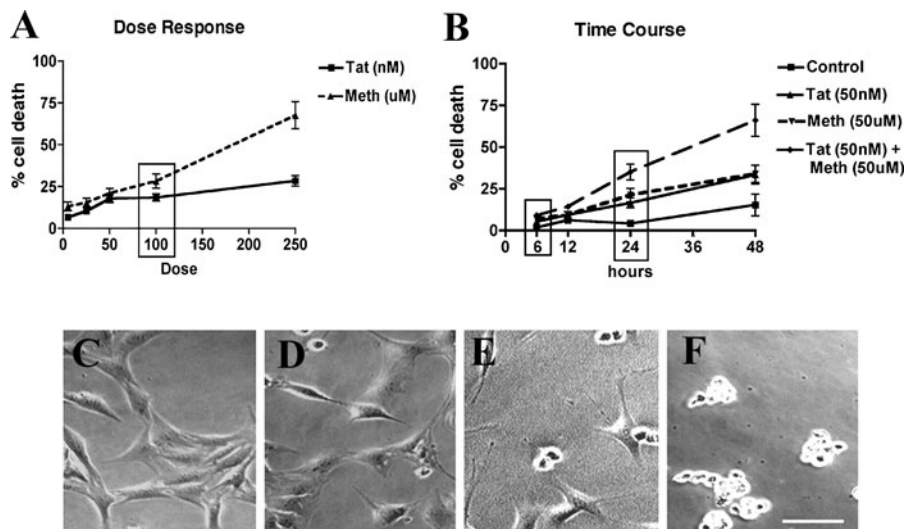 A
Dose Response
% cell death
100
75
50
25
0
0
50
100
150
200
250
Dose
Tat (nM)
Meth (uM)
B
Time Course
% cell death
100
75
50
25
0
0
6
12
24
36
48
hours
Control
Tat (50nM)
Meth (50uM)
Tat (50nM) +
Meth (50uM)
C
D
E
F